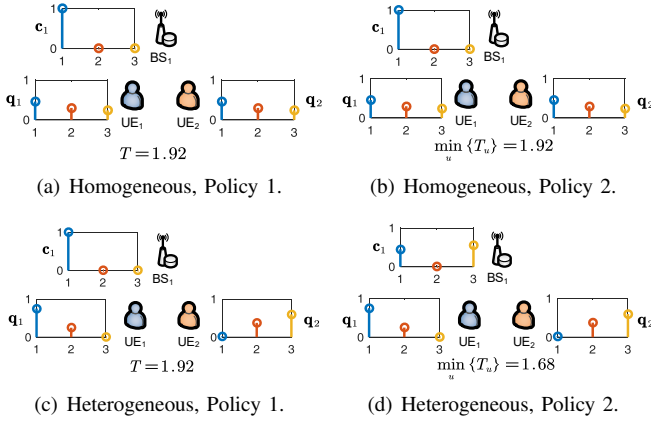 1
c₁
0
1 2 3
BS₁
1
c₁
0
1 2 3
BS₁
1
q₁
0
1 2 3
UE₁
UE₂
1
0
1 2 3
q₂
1
q₁
0
1 2 3
UE₁
UE₂
1
0
1 2 3
q₂
T = 1.92
min_u {T_u} = 1.92
(a) Homogeneous, Policy 1.
(b) Homogeneous, Policy 2.
1
c₁
0
1 2 3
BS₁
1
c₁
0
1 2 3
BS₁
1
q₁
0
1 2 3
UE₁
UE₂
1
0
1 2 3
q₂
1
q₁
0
1 2 3
UE₁
UE₂
1
0
1 2 3
q₂
T = 1.92
min_u {T_u} = 1.68
(c) Heterogeneous, Policy 1.
(d) Heterogeneous, Policy 2.